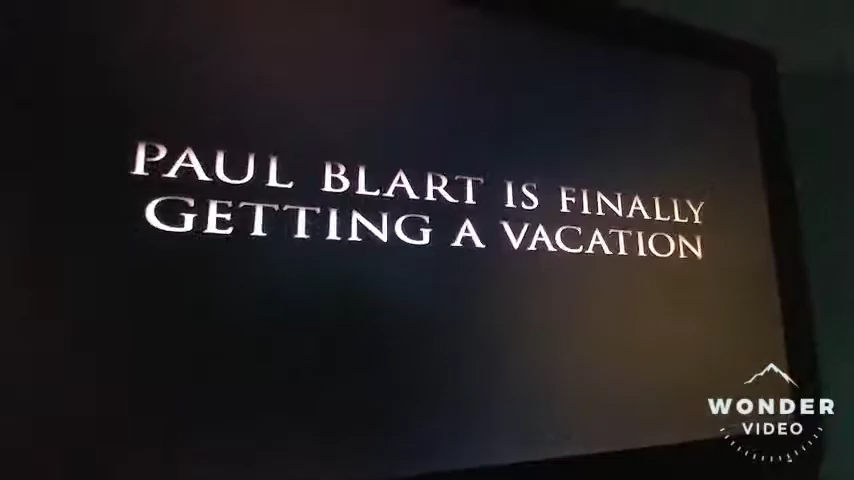 PAUL BLART IS FINALLY
GETTING A VACATION
WONDER
VIDEO